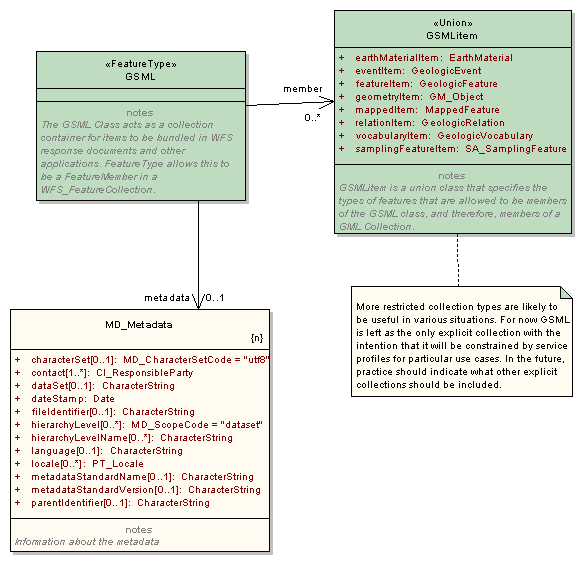 «FeatureType»
GSML
notes
The GSML Class acts as a collection
container for items to be bundled in WFS
response documents and other
applications. FeatureType allows this to
be a FeatureMember in a
WFS_FeatureCollection.
member
0..*
«Union»
GSMLitem
+ earthMaterialItem: EarthMaterial
+ eventItem: GeologicEvent
+ featureItem: GeologicFeature
+ geometryItem: GM_Object
+ mappedItem: MappedFeature
+ relationItem: GeologicRelation
+ vocabularyItem: GeologicVocabulary
+ samplingFeatureItem: SA_SamplingFeature
notes
GSMLitem is a union class that specifies the
types of features that are allowed to be members
of the GSML class, and therefore, members of a
GML Collection.
metadata
0..1
MD_Metadata
{n}
+ characterSet[0..1]: MD_CharacterSetCode = "utf8"
+ contact[1..*]: CI_ResponsibleParty
+ dataSet[0..1]: CharacterString
+ dateStamp: Date
+ fileIdentifier[0..1]: CharacterString
+ hierarchyLevel[0..*]: MD_ScopeCode = "dataset"
+ hierarchyLevelName[0..*]: CharacterString
+ language[0..1]: CharacterString
+ locale[0..*]: PT_Locale
+ metadataStandardName[0..1]: CharacterString
+ metadataStandardVersion[0..1]: CharacterString
+ parentIdentifier[0..1]: CharacterString
notes
Information about the metadata
More restricted collection types are likely to
be useful in various situations. For now GSML
is left as the only explicit collection with the
intention that it will be constrained by service
profiles for particular use cases. In the future,
practice should indicate what other explicit
collections should be included.